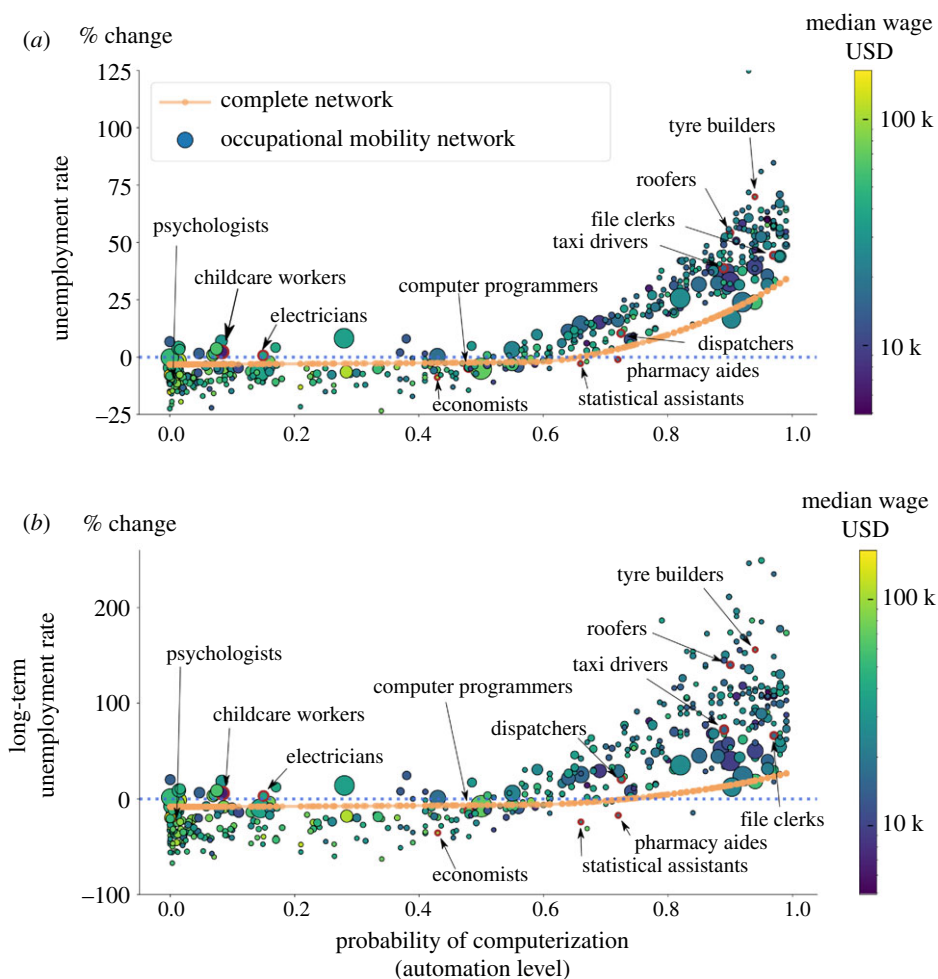 (a) % change
median wage
USD
125
100
75
50
25
0
−25
unemployment rate
complete network
occupational mobility network
tyre builders
roofers
psychologists
file clerks
taxi drivers
childcare workers
computer programmers
electricians
dispatchers
pharmacy aides
economists
statistical assistants
100 k
10 k
0.0 0.2 0.4 0.6 0.8 1.0
(b) % change
median wage
USD
200
100
0
−100
long-term
unemployment rate
tyre builders
roofers
psychologists
taxi drivers
computer programmers
childcare workers
dispatchers
electricians
file clerks
pharmacy aides
statistical assistants
economists
100 k
10 k
0.0 0.2 0.4 0.6 0.8 1.0
probability of computerization
(automation level)